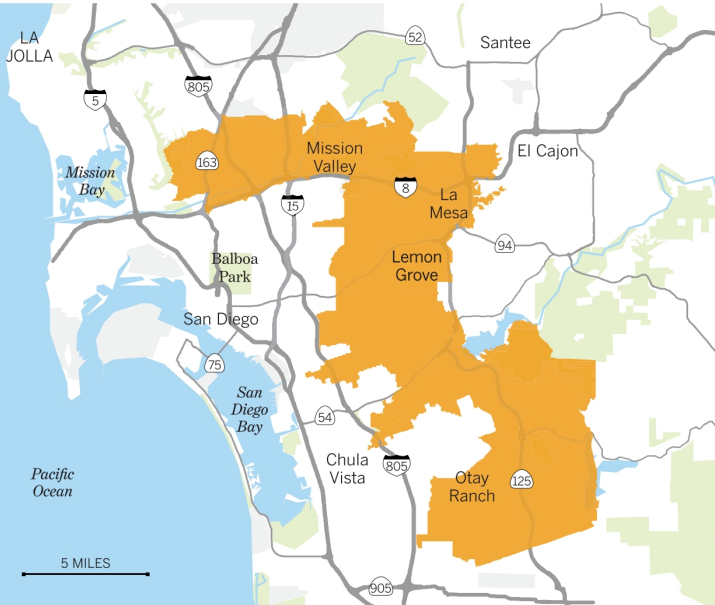 LA
JOLLA
52
Santee
805
5
163
Mission
Valley
El Cajon
Mission
Bay
8
15
La
Mesa
94
Balboa
Park
Lemon
Grove
San Diego
75
San
Diego
Bay
54
Chula
Vista
805
Pacific
Ocean
Otay
Ranch
125
5 MILES
905